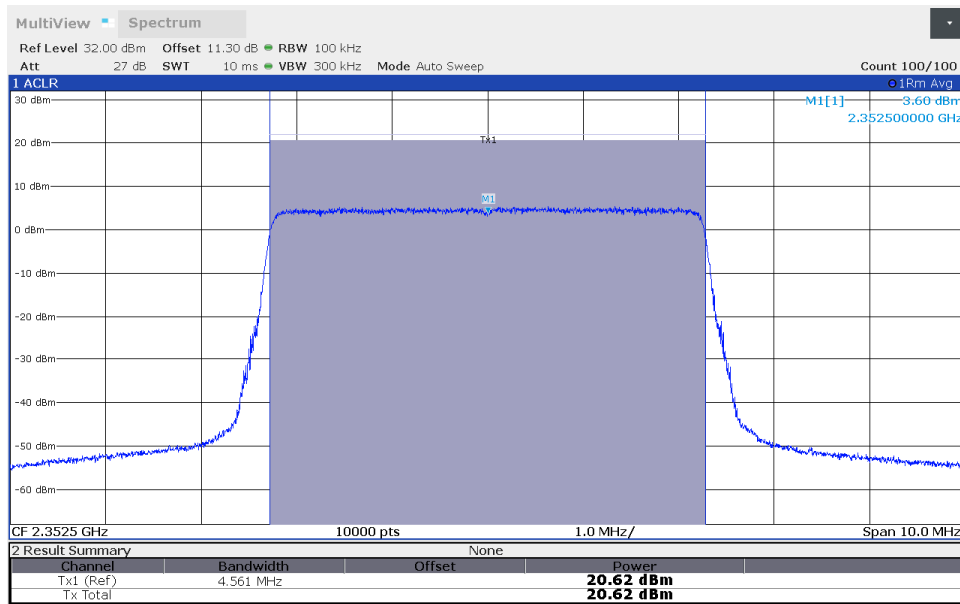 MultiView Spectrum
Ref Level 32.00 dBm Offset 11.30 dB RBW 100 kHz
Att 27 dB SWT 10 ms VBW 300 kHz Mode Auto Sweep Count 100/100
1 ACLR 1Rm Avg
30 dBm M1[1] 3.60 dBm
2.352500000 GHz
Tx1
20 dBm
10 dBm
M1
0 dBm
-10 dBm
-20 dBm
-30 dBm
-40 dBm
-50 dBm
-60 dBm
CF 2.3525 GHz 10000 pts 1.0 MHz/ Span 10.0 MHz
2 Result Summary None
Channel Bandwidth Offset Power
Tx1 (Ref) 4.561 MHz 20.62 dBm
Tx Total 20.62 dBm